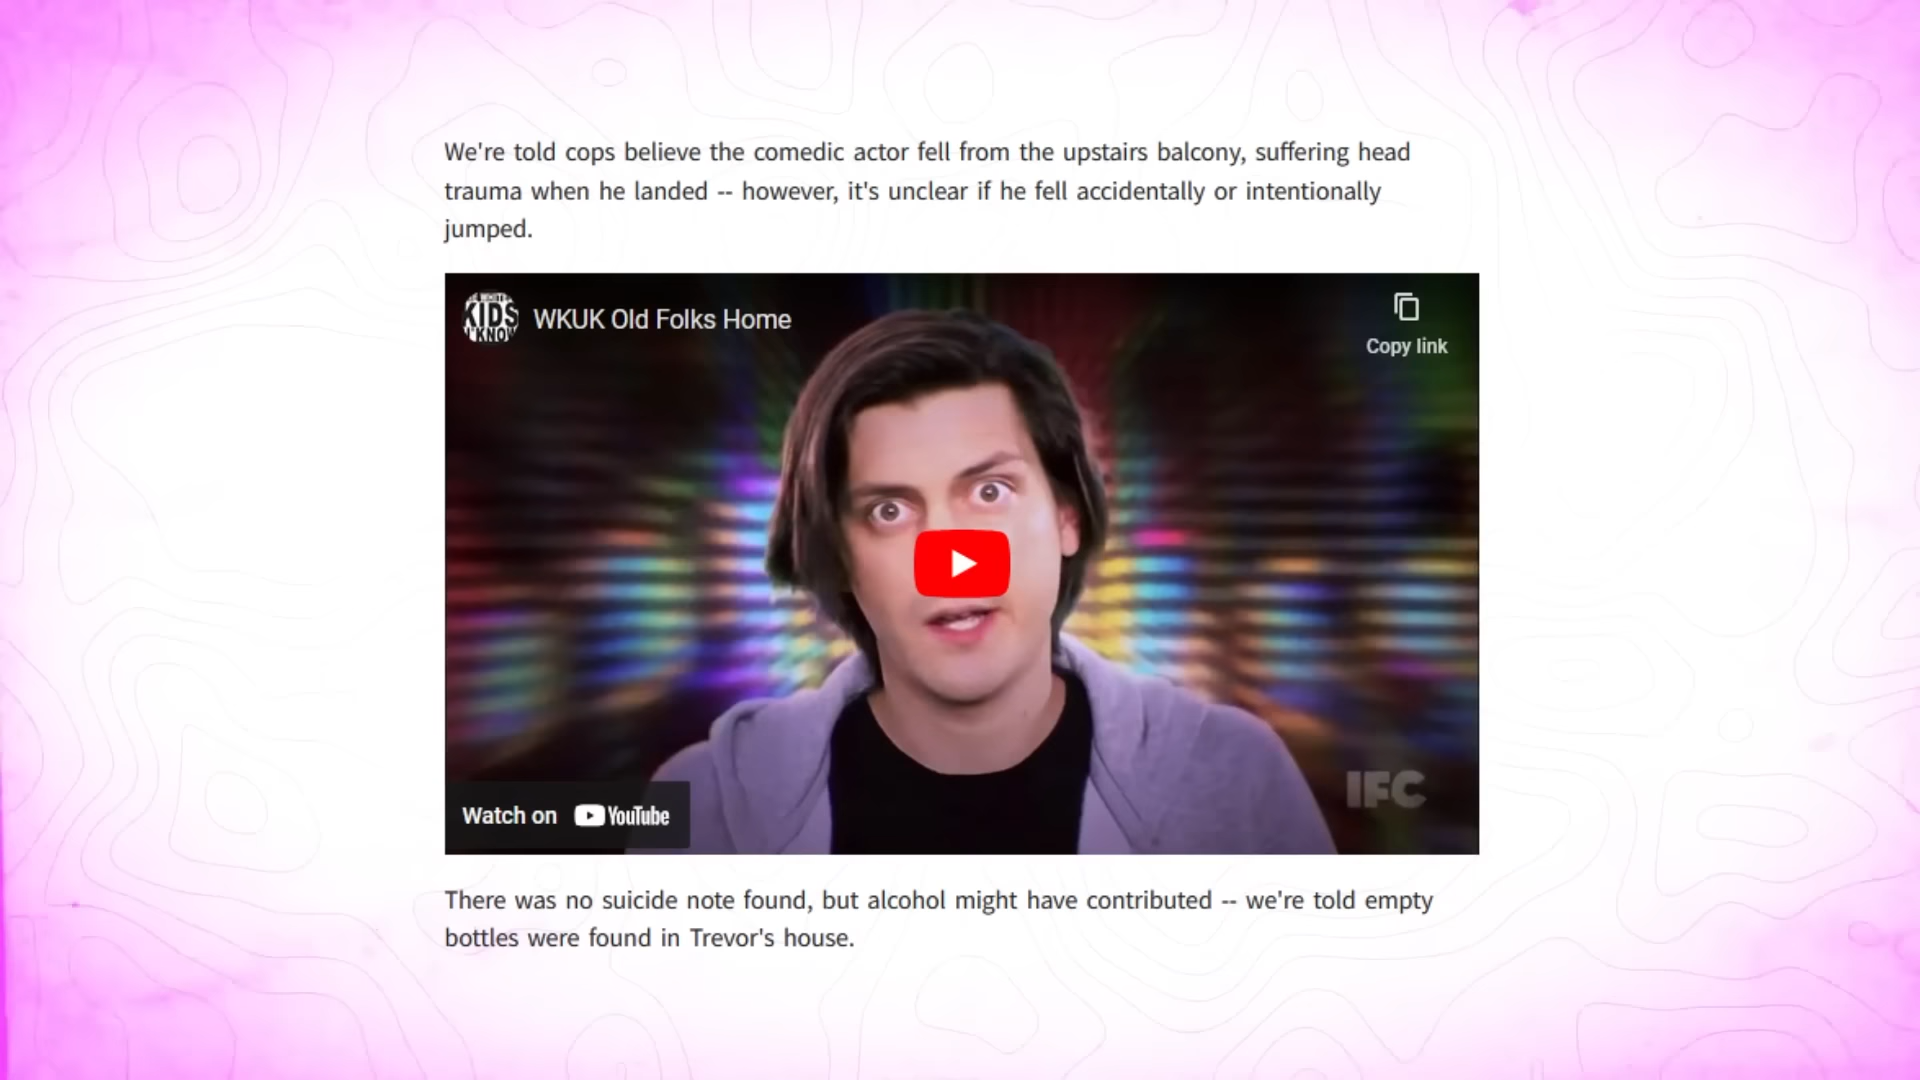 We're told cops believe the comedic actor fell from the upstairs balcony, suffering head
trauma when he landed -- however, it's unclear if he fell accidentally or intentionally
jumped.
KIDS
KNOW
WKUK Old Folks Home
Copy link
IFC
Watch on YouTube
There was no suicide note found, but alcohol might have contributed -- we're told empty
bottles were found in Trevor's house.